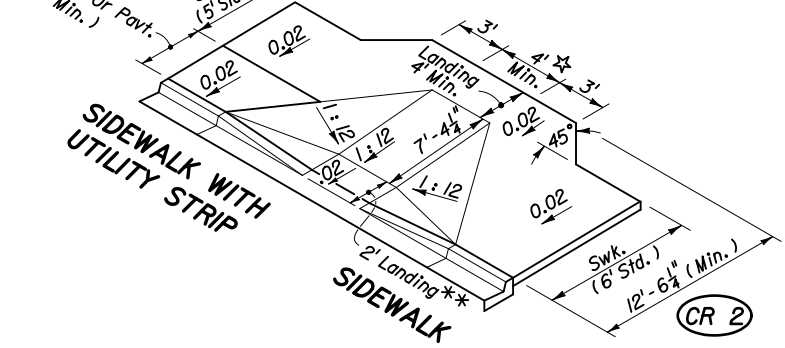 (5' Std.
or Pavt.
Min.)
0.02
0.02
3'
4' ☆
Min.
3'
Landing
4' Min.
0.02
45°
1:12
1:12
7'-4¼"
.02
1:12
0.02
SIDEWALK WITH
UTILITY STRIP
2' Landing**
SIDEWALK
Swk.
(6' Std.)
12'-6¼" (Min.)
CR 2